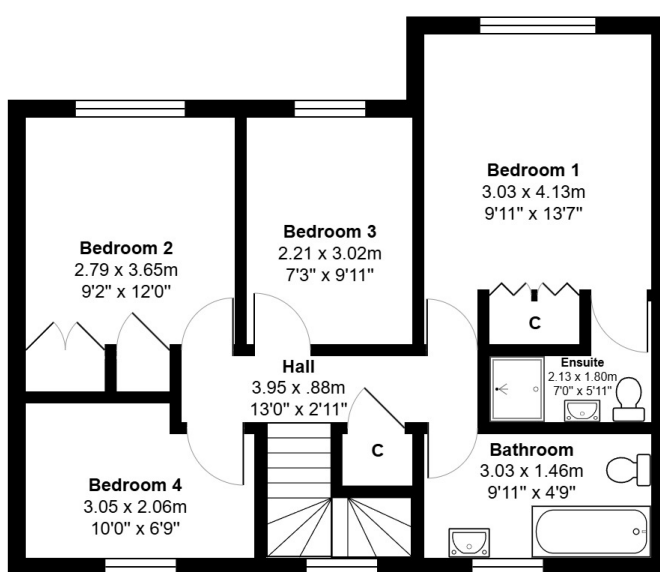 Bedroom 1
3.03 x 4.13m
9'11" x 13'7"
Bedroom 3
2.21 x 3.02m
7'3" x 9'11"
Bedroom 2
2.79 x 3.65m
9'2" x 12'0"
C
Ensuite
2.13 x 1.80m
7'0" x 5'11"
Hall
3.95 x .88m
13'0" x 2'11"
C
Bathroom
3.03 x 1.46m
9'11" x 4'9"
Bedroom 4
3.05 x 2.06m
10'0" x 6'9"